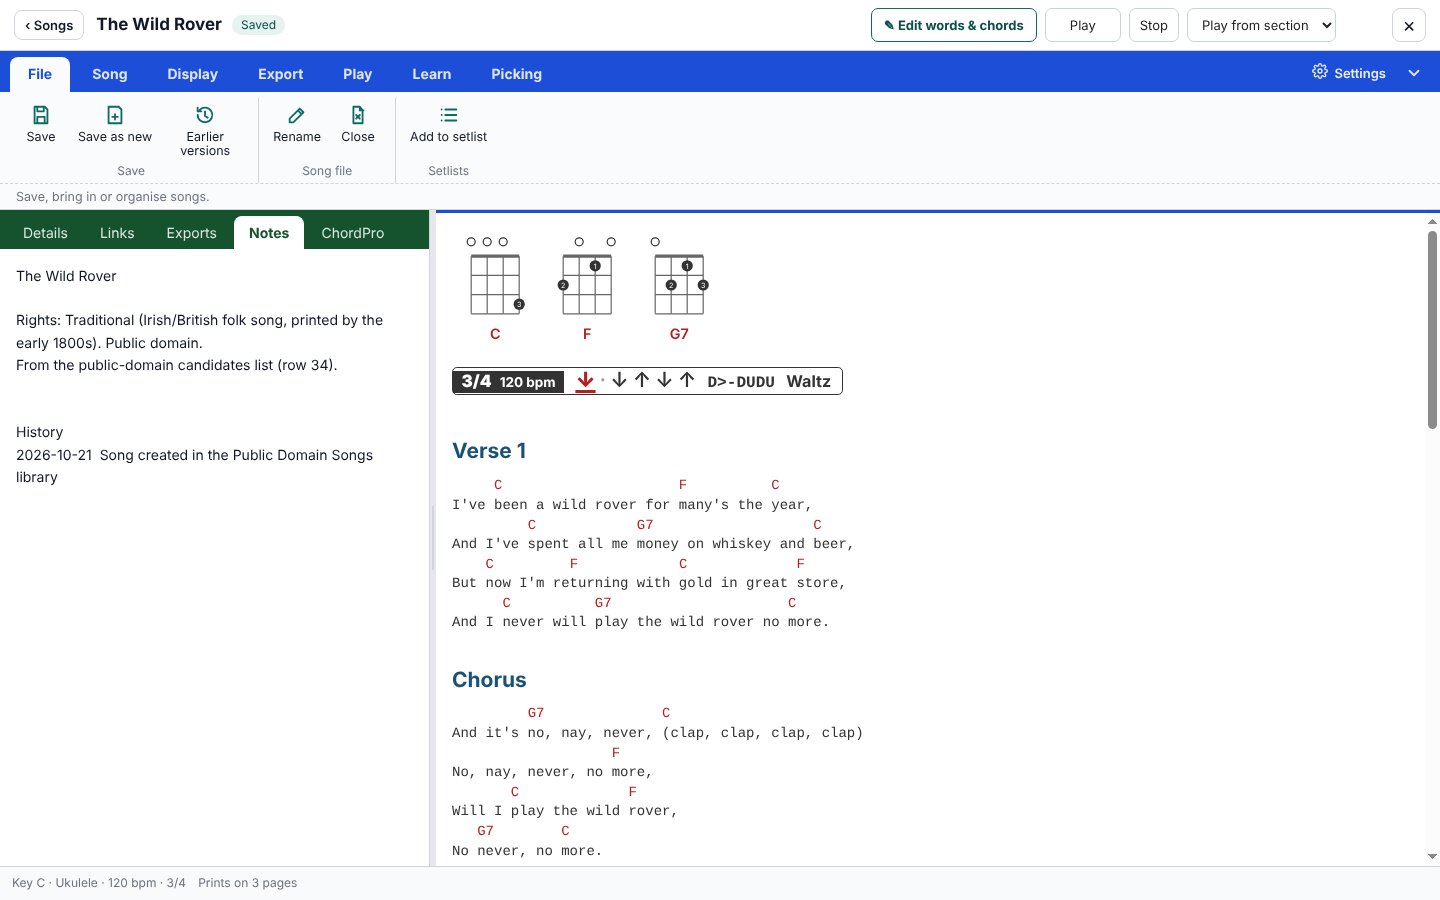 ‹ Songs The Wild Rover Saved ✎ Edit words & chords Play Stop Play from section ×
File Song Display Export Play Learn Picking Settings
Save Save as new Earlier versions Rename Close Add to setlist
Save Song file Setlists
Save, bring in or organise songs.
Details Links Exports Notes ChordPro
The Wild Rover
Rights: Traditional (Irish/British folk song, printed by the
early 1800s). Public domain.
From the public-domain candidates list (row 34).
History
2026-10-21 Song created in the Public Domain Songs
library
3 2 1 1 2 3
C F G7
3/4 120 bpm D>-DUDU Waltz
Verse 1
C F C
I've been a wild rover for many's the year,
C G7 C
And I've spent all me money on whiskey and beer,
C F C F
But now I'm returning with gold in great store,
C G7 C
And I never will play the wild rover no more.
Chorus
G7 C
And it's no, nay, never, (clap, clap, clap, clap)
F
No, nay, never, no more,
C F
Will I play the wild rover,
G7 C
No never, no more.
Key C · Ukulele · 120 bpm · 3/4 Prints on 3 pages